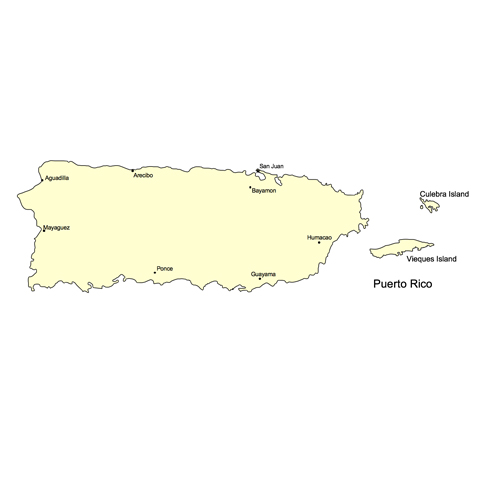 San Juan
Aguadilla
Arecibo
Bayamon
Culebra Island
Mayaguez
Humacao
Vieques Island
Ponce
Guayama
Puerto Rico